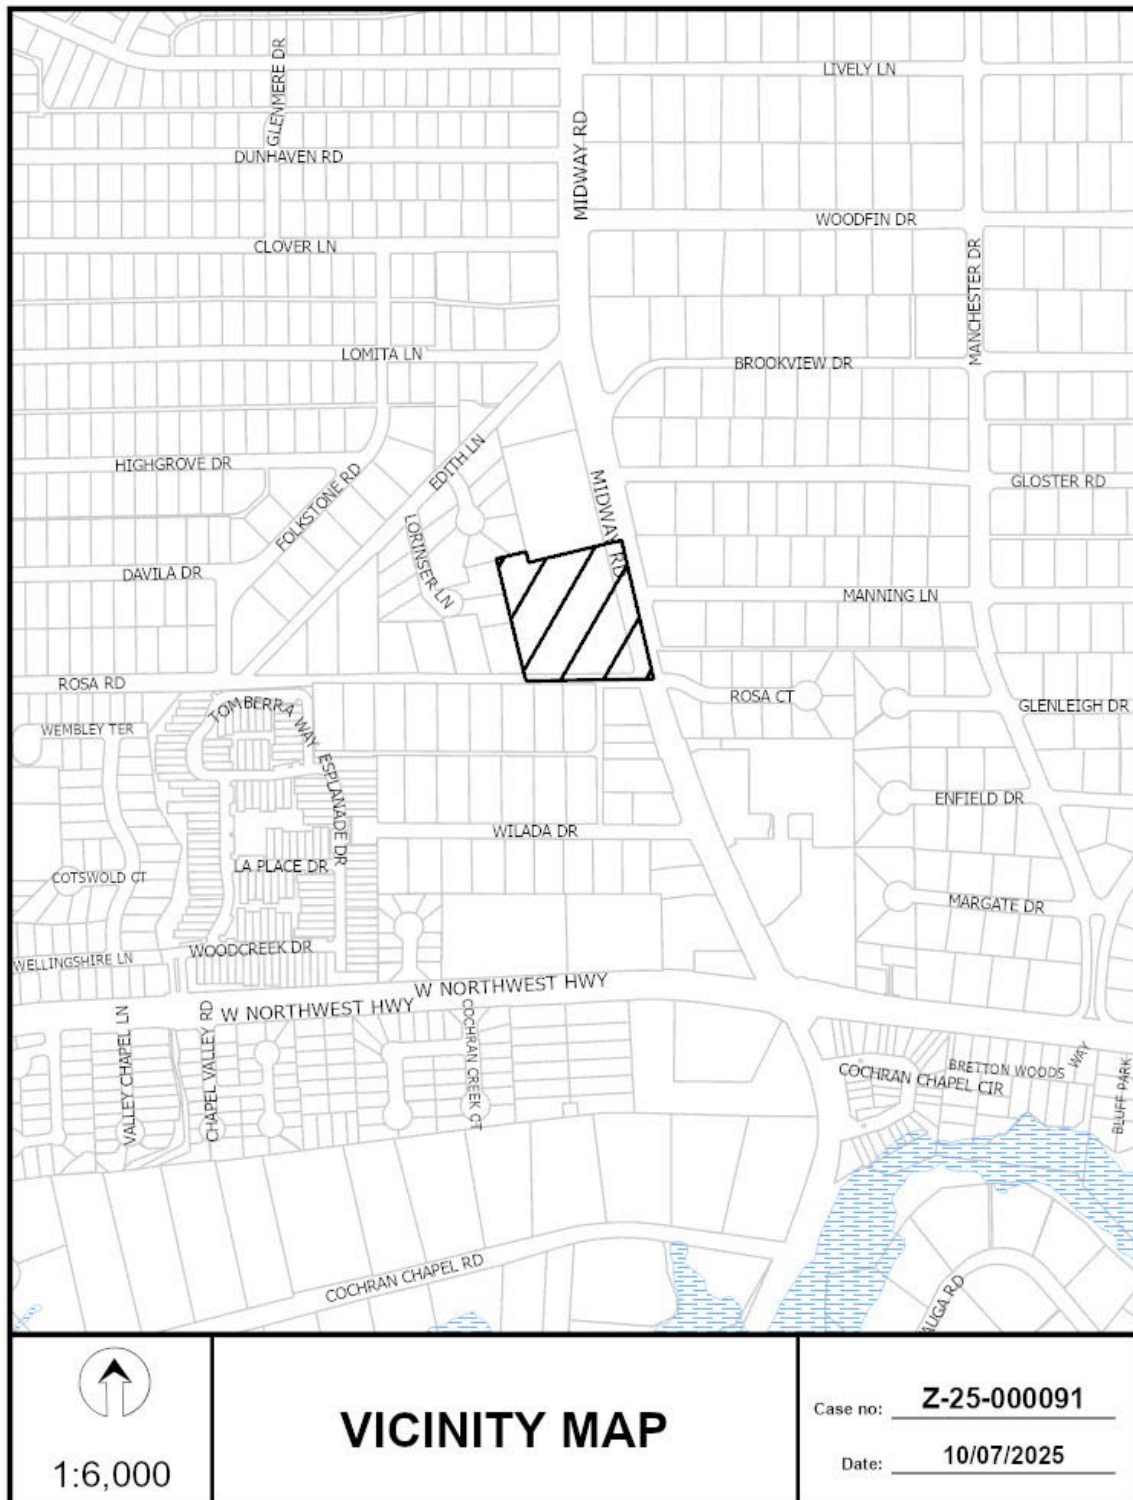 LIVELY LN
GLENMERE DR
MIDWAY RD
DUNHAVEN RD
WOODFIN DR
CLOVER LN
MANCHESTER DR
LOMITA LN
BROOKVIEW DR
HIGHGROVE DR
EDITH LN
FOLKSTONE RD
MIDWAY RD
GLOSTER RD
LORINSER LN
DAVILA DR
MANNING LN
ROSA RD
ROSA CT
TOMBERRA WAY
GLENLEIGH DR
WEMBLEY TER
ESPLANADE DR
ENFIELD DR
WILADA DR
LA PLACE DR
COTSWOLD CT
MARGATE DR
WOODCREEK DR
WELLINGSHIRE LN
W NORTHWEST HWY
W NORTHWEST HWY
VALLEY CHAPEL LN
CHAPEL VALLEY RD
COCHRAN CREEK CT
COCHRAN CHAPEL CIR
BRETTON WOODS WAY
BLUFF PARK
COCHRAN CHAPEL RD
AUGA RD
1:6,000
VICINITY MAP
Case no: Z-25-000091
Date: 10/07/2025